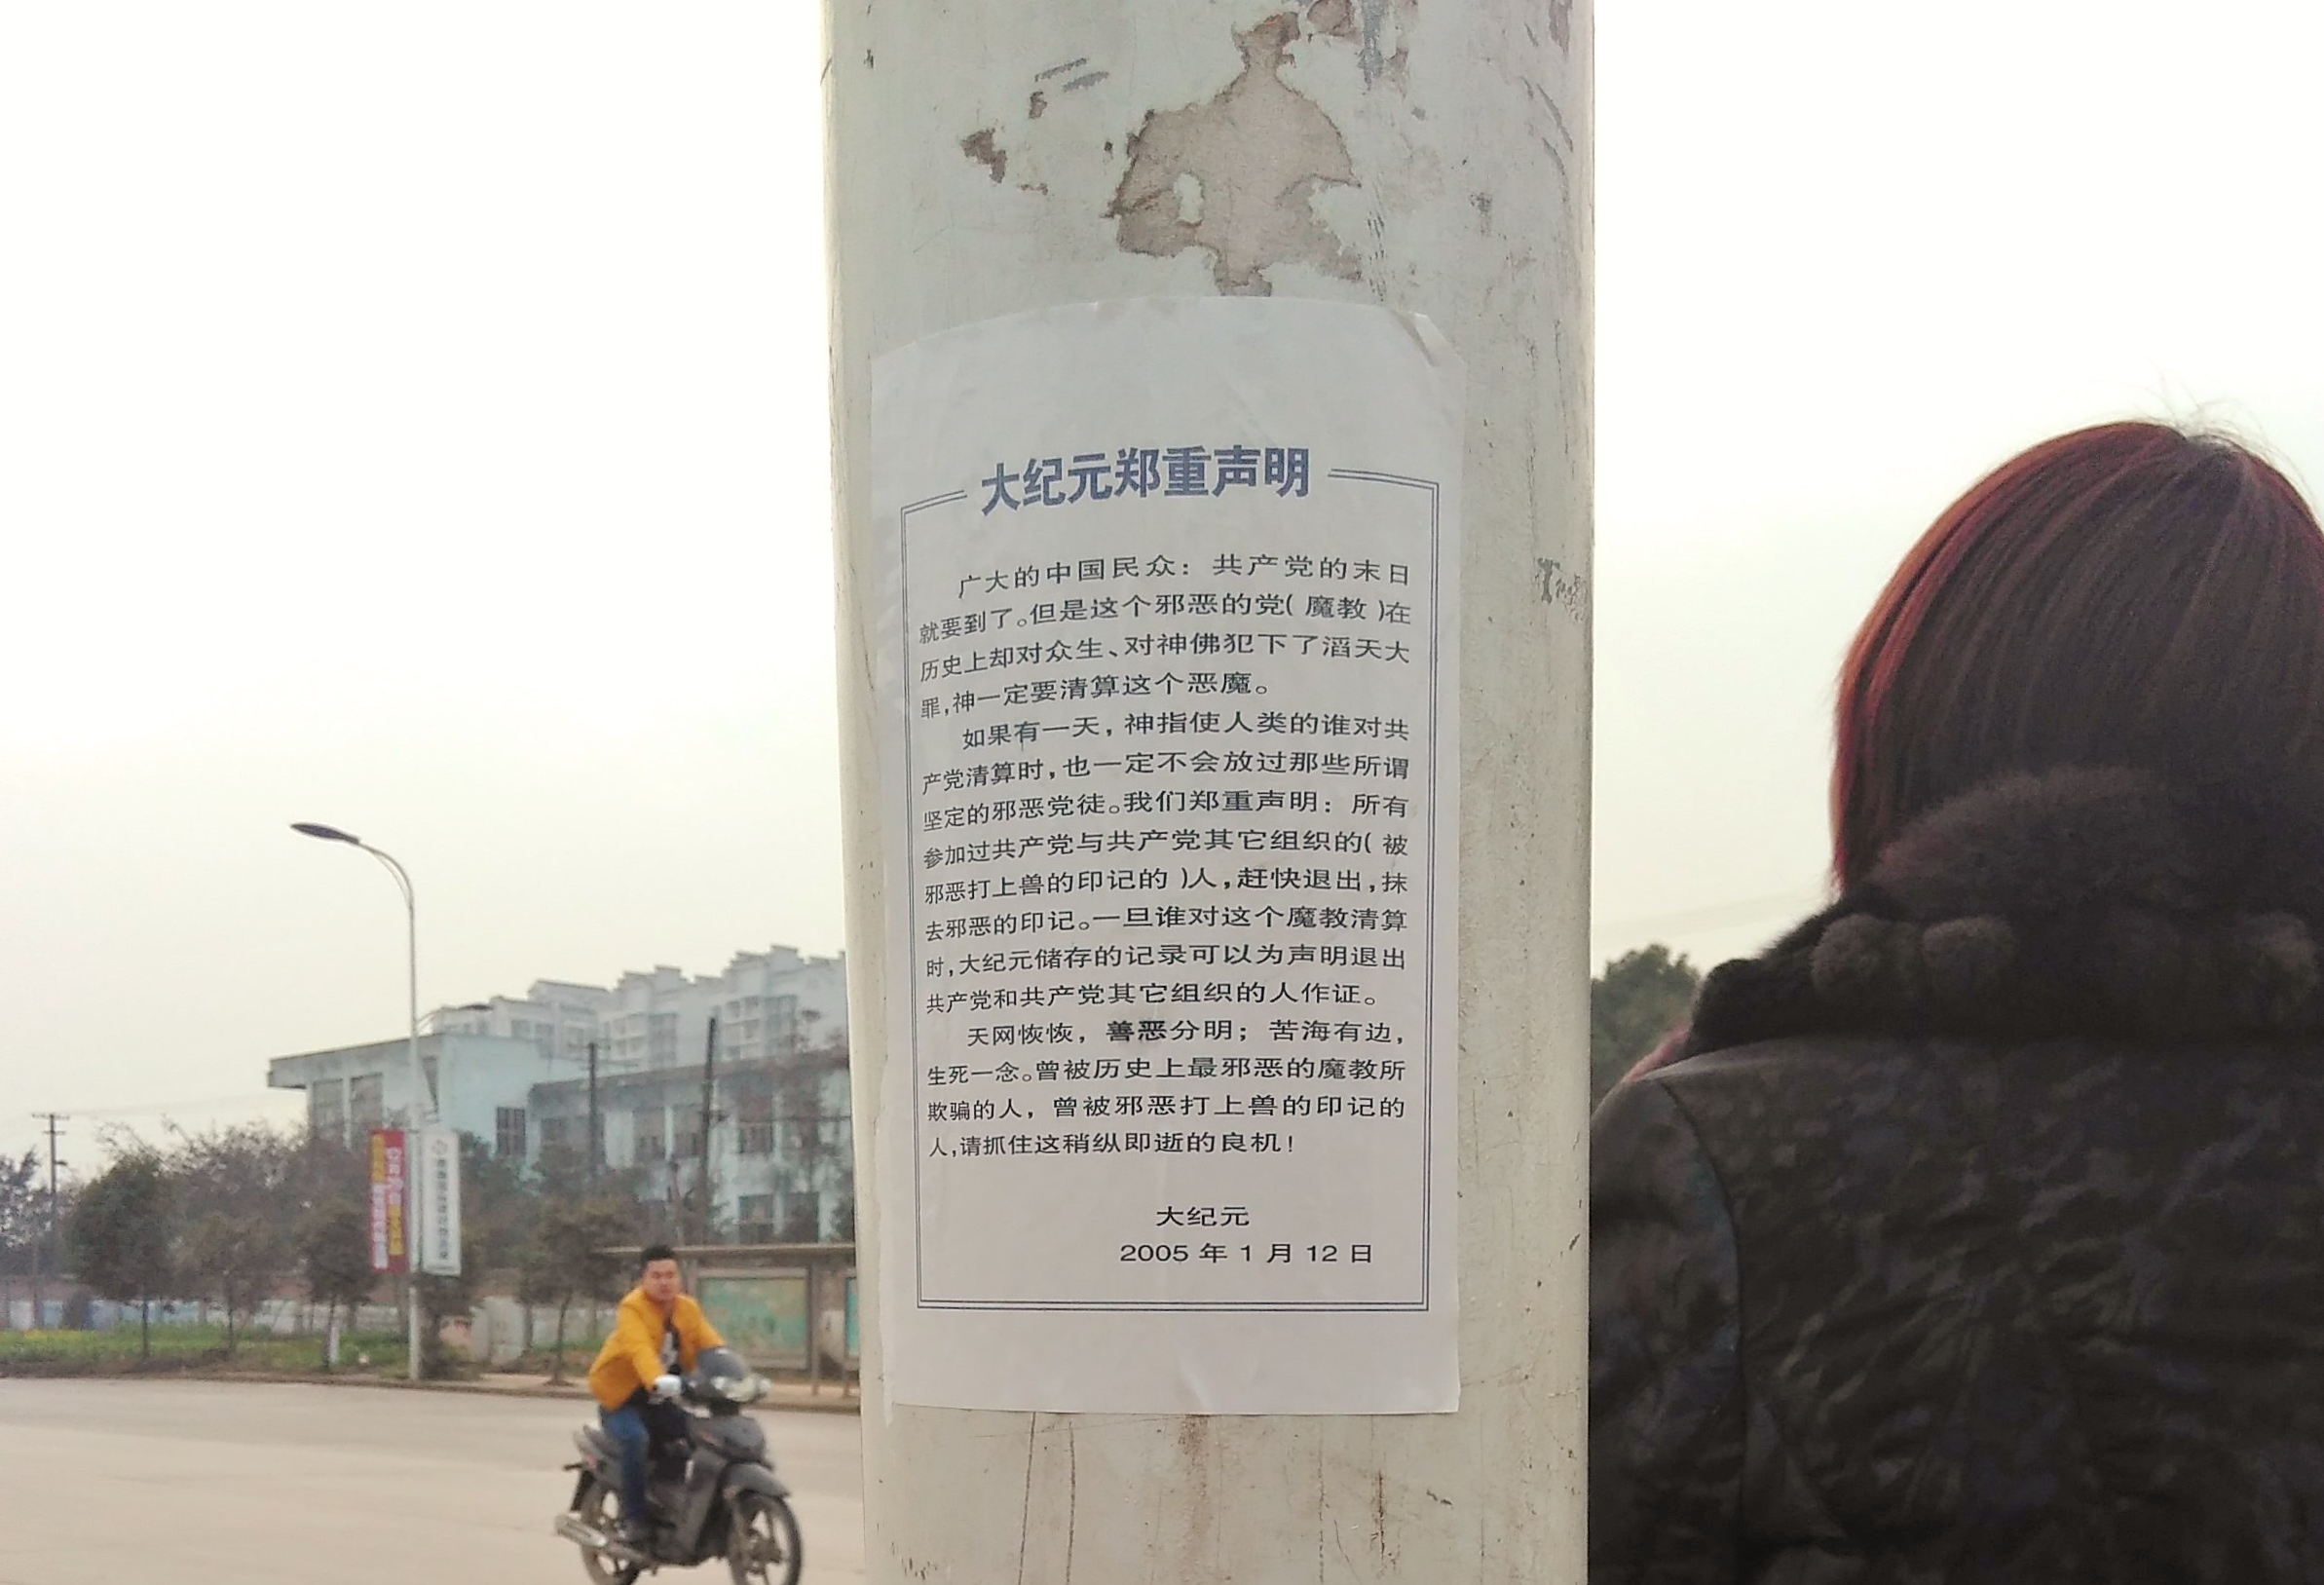 大纪元郑重声明
广大的中国民众：共产党的末日
就要到了。但是这个邪恶的党(魔教)在
历史上却对众生、对神佛犯下了滔天大
罪,神一定要清算这个恶魔。
如果有一天，神指使人类的谁对共
产党清算时,也一定不会放过那些所谓
坚定的邪恶党徒。我们郑重声明：所有
参加过共产党与共产党其它组织的(被
邪恶打上兽的印记的)人,赶快退出,抹
去邪恶的印记。一旦谁对这个魔教清算
时,大纪元储存的记录可以为声明退出
共产党和共产党其它组织的人作证。
天网恢恢，善恶分明；苦海有边，
生死一念。曾被历史上最邪恶的魔教所
欺骗的人，曾被邪恶打上兽的印记的
人,请抓住这稍纵即逝的良机！
大纪元
2005 年 1 月 12 日